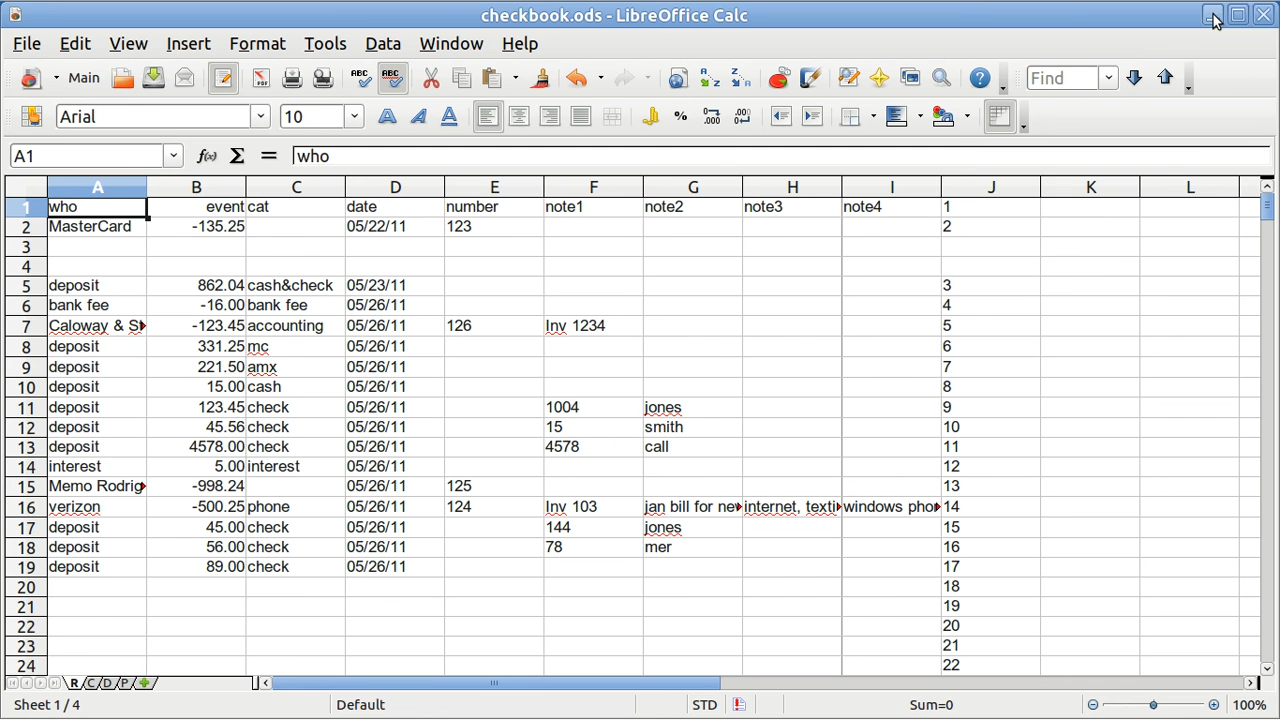 checkbook.ods - LibreOffice Calc
File Edit View Insert Format Tools Data Window Help
Main Find
Arial 10
A1 who
A B C D E F G H I J K L
1 who event cat date number note1 note2 note3 note4 1
2 MasterCard -135.25 05/22/11 123 2
3
4
5 deposit 862.04 cash&check 05/23/11 3
6 bank fee -16.00 bank fee 05/26/11 4
7 Caloway & St -123.45 accounting 05/26/11 126 Inv 1234 5
8 deposit 331.25 mc 05/26/11 6
9 deposit 221.50 amx 05/26/11 7
10 deposit 15.00 cash 05/26/11 8
11 deposit 123.45 check 05/26/11 1004 jones 9
12 deposit 45.56 check 05/26/11 15 smith 10
13 deposit 4578.00 check 05/26/11 4578 call 11
14 interest 5.00 interest 05/26/11 12
15 Memo Rodrig -998.24 05/26/11 125 13
16 verizon -500.25 phone 05/26/11 124 Inv 103 jan bill for ne internet, texti windows pho 14
17 deposit 45.00 check 05/26/11 144 jones 15
18 deposit 56.00 check 05/26/11 78 mer 16
19 deposit 89.00 check 05/26/11 17
20 18
21 19
22 20
23 21
24 22
R C D P
Sheet 1 / 4 Default STD Sum=0 100%